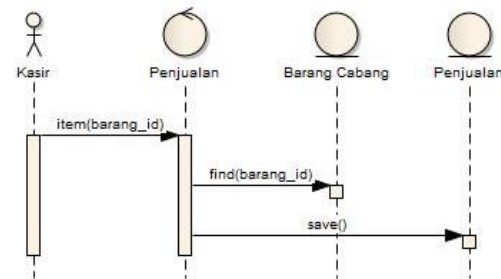 Kasir
Penjualan
Barang Cabang
Penjualan
item(barang_id)
find(barang_id)
save()